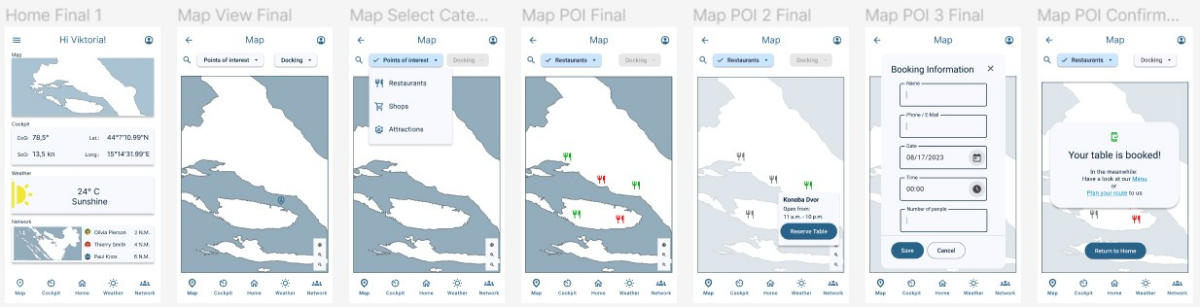 Home Final 1
Hi Viktoria!
Map
Cockpit
CoG: 78,5°
Lat.: 44°7'10.99"N
SoG: 13,5 kn
Long.: 15°14'31.99"E
Weather
24° C
Sunshine
Network
Olivia Pierson 2 N.M.
Thierry Smith 4 N.M.
Paul Knox 6 N.M.
Map Cockpit Home Weather Network
Map View Final
Map
Points of interest
Docking
Map Cockpit Home Weather Network
Map Select Cate...
Map
Points of interest
Docking
Restaurants
Shops
Attractions
Map Cockpit Home Weather Network
Map POI Final
Map
Restaurants
Docking
Map Cockpit Home Weather Network
Map POI 2 Final
Map
Restaurants
Docking
Konoba Dvor
Open from:
11 a.m. - 10 p.m.
Reserve Table
Map Cockpit Home Weather Network
Map POI 3 Final
Map
Booking Information
Name
Phone / E-Mail
Date
08/17/2023
Time
00:00
Number of people
Save
Cancel
Map Cockpit Home Weather Network
Map POI Confirm...
Map
Restaurants
Docking
Your table is booked!
In the meanwhile:
Have a look at our Menu
or
Plan your route to us
Return to Home
Map Cockpit Home Weather Network